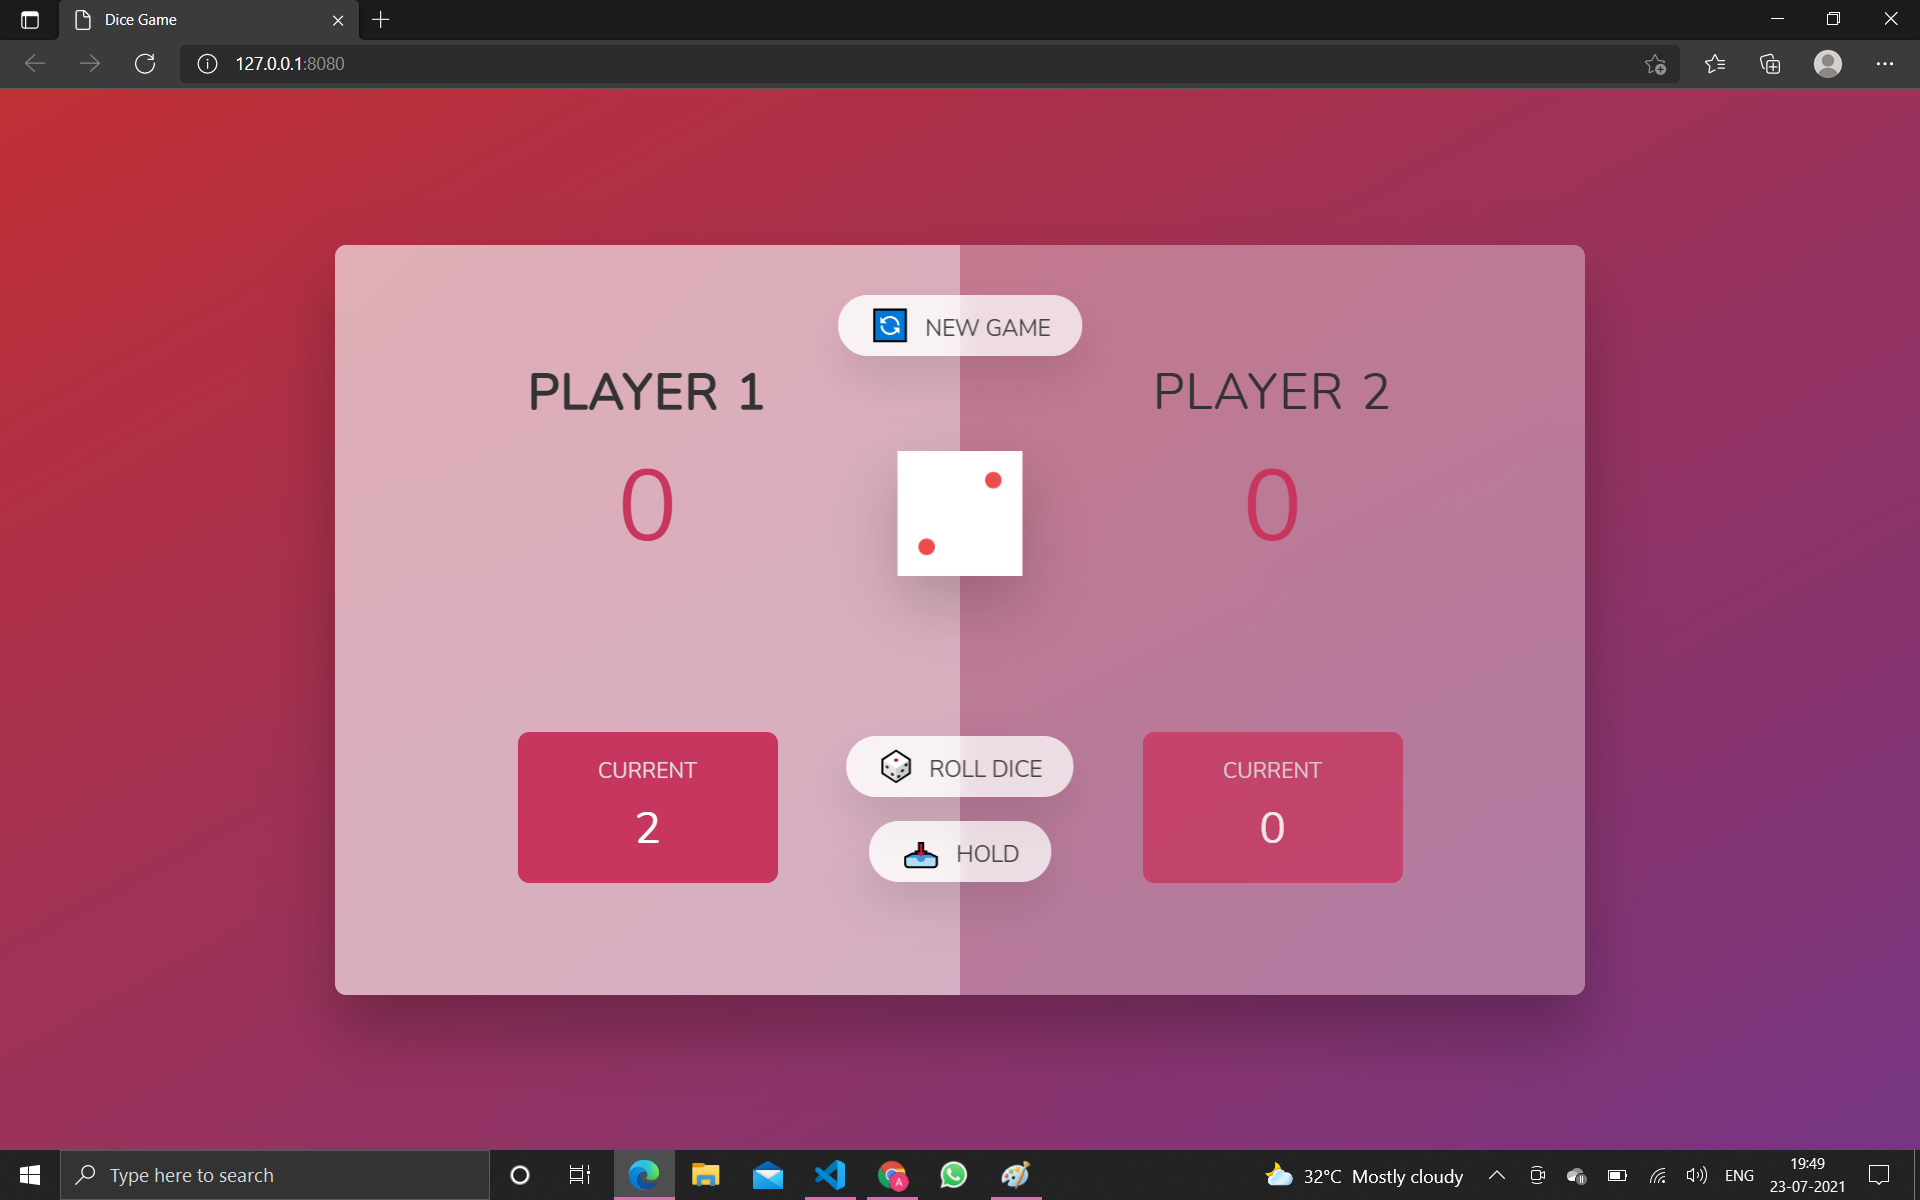 Dice Game
127.0.0.1:8080
NEW GAME
PLAYER 1
0
PLAYER 2
0
CURRENT
2
ROLL DICE
HOLD
CURRENT
0
Type here to search
A
32°C Mostly cloudy
ENG
19:49
23-07-2021